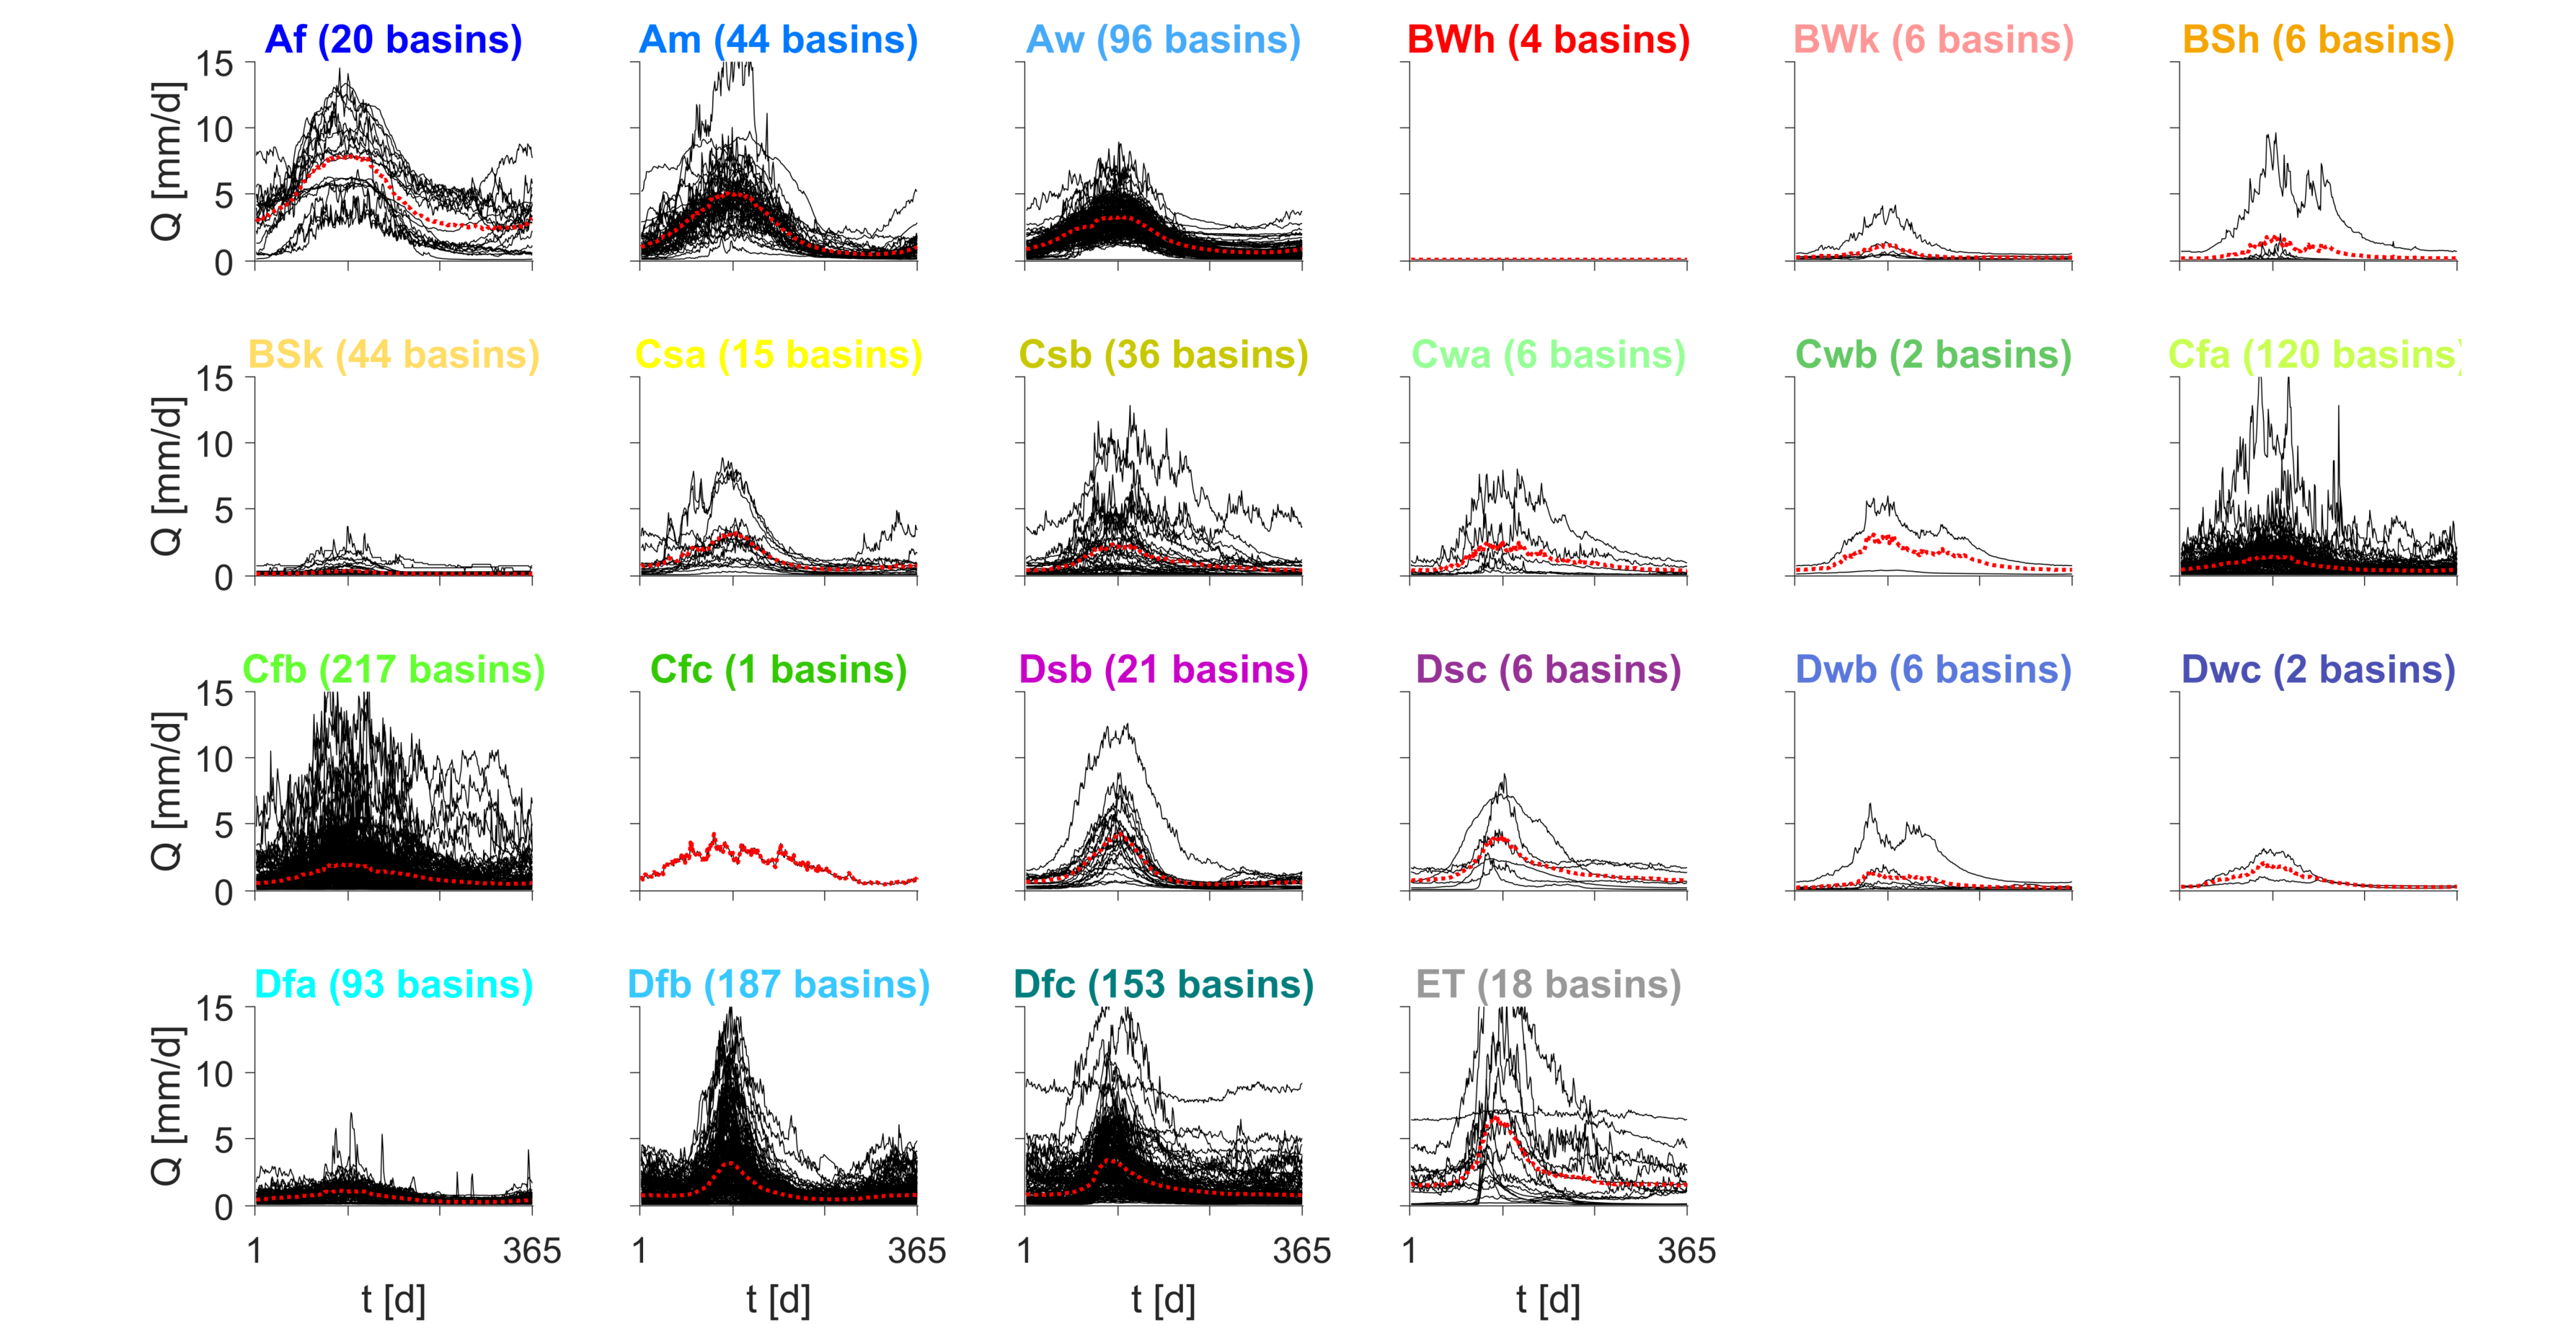 Af (20 basins)
Am (44 basins)
Aw (96 basins)
BWh (4 basins)
BWk (6 basins)
BSh (6 basins)
15
10
5
0
Q [mm/d]
BSk (44 basins)
Csa (15 basins)
Csb (36 basins)
Cwa (6 basins)
Cwb (2 basins)
Cfa (120 basins)
15
10
5
0
Q [mm/d]
Cfb (217 basins)
Cfc (1 basins)
Dsb (21 basins)
Dsc (6 basins)
Dwb (6 basins)
Dwc (2 basins)
15
10
5
0
Q [mm/d]
Dfa (93 basins)
Dfb (187 basins)
Dfc (153 basins)
ET (18 basins)
15
10
5
0
Q [mm/d]
1 365
1 365
1 365
1 365
t [d]
t [d]
t [d]
t [d]